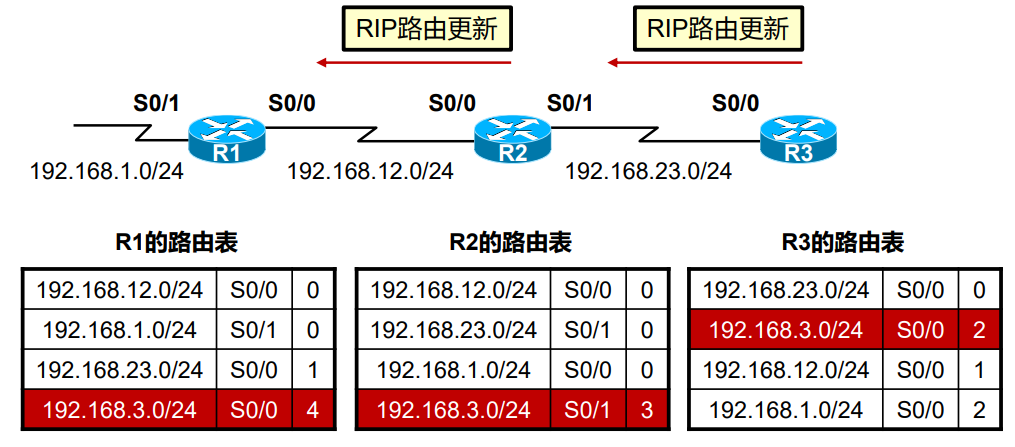 RIP路由更新 RIP路由更新
S0/1 S0/0 S0/0 S0/1 S0/0
R1 R2 R3
192.168.1.0/24 192.168.12.0/24 192.168.23.0/24
R1的路由表 R2的路由表 R3的路由表
192.168.12.0/24 S0/0 0 192.168.12.0/24 S0/0 0 192.168.23.0/24 S0/0 0
192.168.1.0/24 S0/1 0 192.168.23.0/24 S0/1 0 192.168.3.0/24 S0/0 2
192.168.23.0/24 S0/0 1 192.168.1.0/24 S0/0 0 192.168.12.0/24 S0/0 1
192.168.3.0/24 S0/0 4 192.168.3.0/24 S0/1 3 192.168.1.0/24 S0/0 2